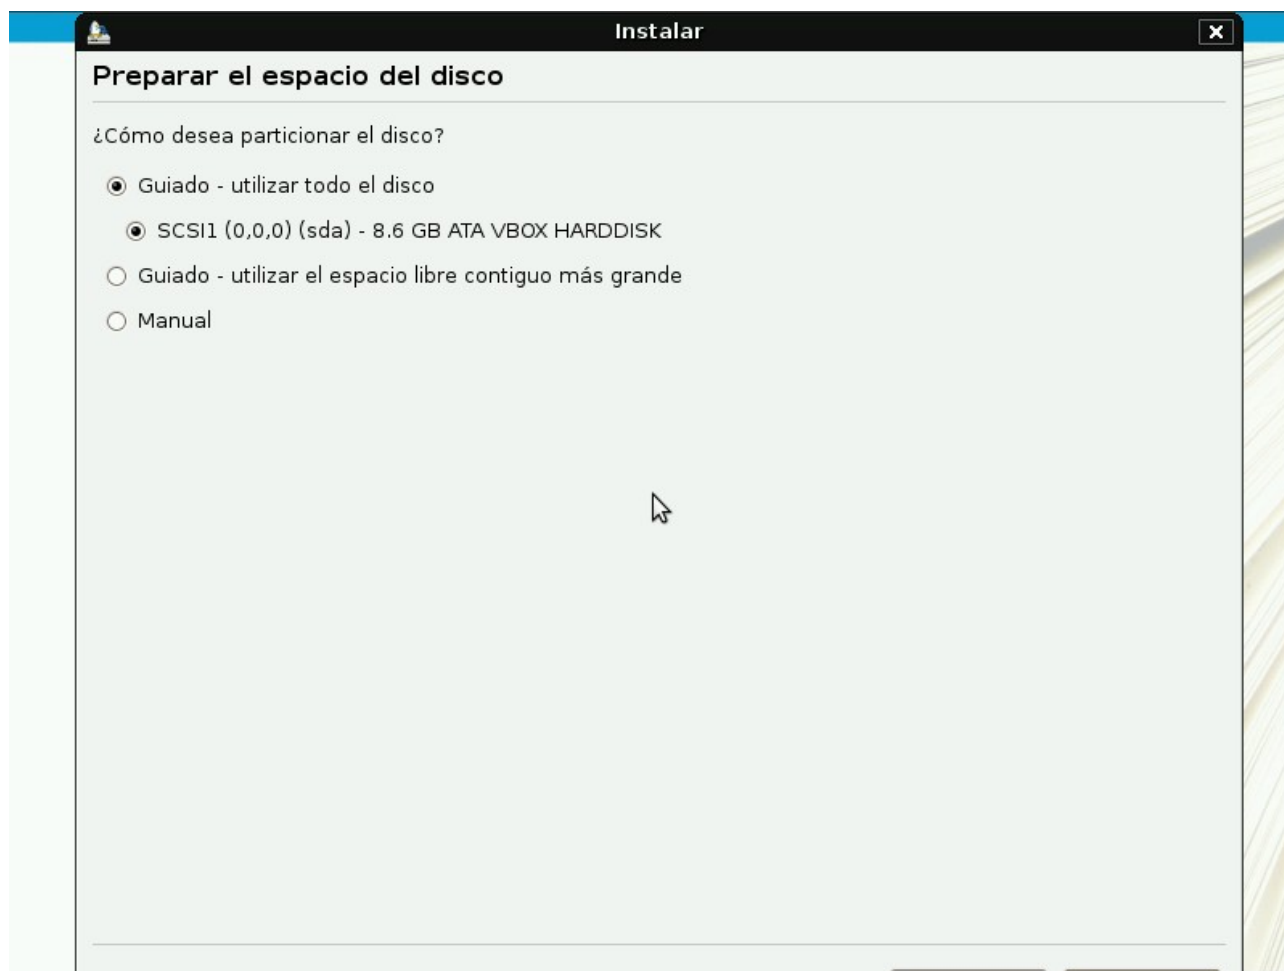 Instalar
Preparar el espacio del disco
¿Cómo desea particionar el disco?
Guiado - utilizar todo el disco
SCSI1 (0,0,0) (sda) - 8.6 GB ATA VBOX HARDDISK
Guiado - utilizar el espacio libre contiguo más grande
Manual